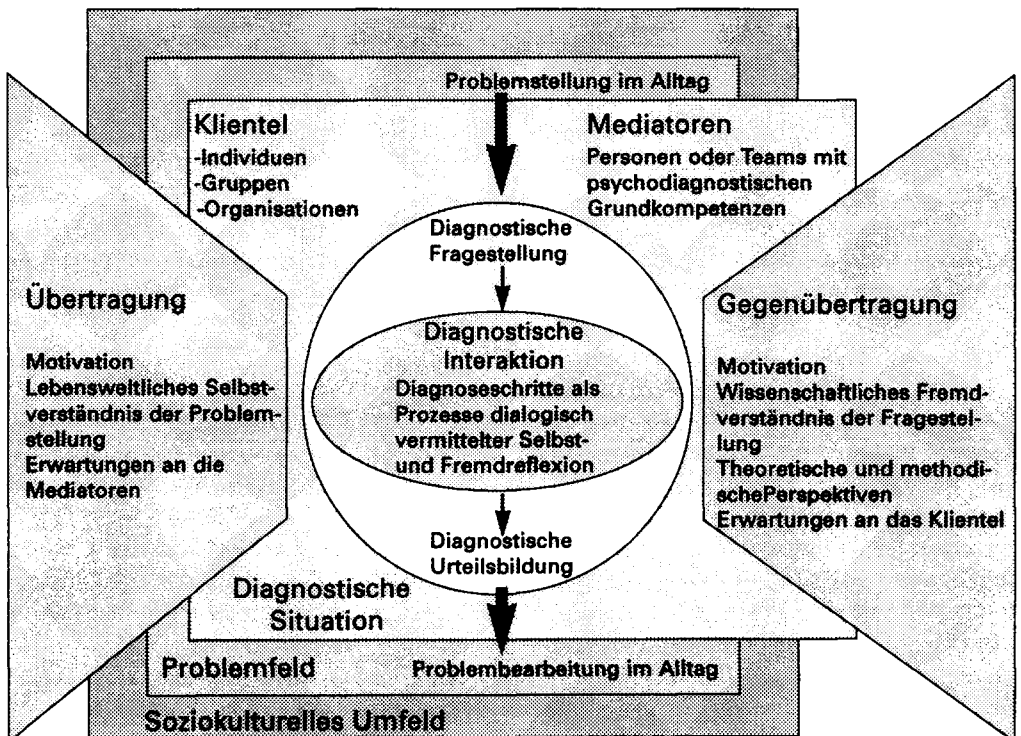 Problemstellung im Alltag
Klientel
-Individuen
-Gruppen
-Organisationen
Mediatoren
Personen oder Teams mit
psychodiagnostischen
Grundkompetenzen
Diagnostische
Fragestellung
Übertragung
Motivation
Lebensweltliches Selbst-
verständnis der Problem-
stellung
Erwartungen an die
Mediatoren
Diagnostische
Interaktion
Diagnoseschritte als
Prozesse dialogisch
vermittelter Selbst-
und Fremdreflexion
Gegenübertragung
Motivation
Wissenschaftliches Fremd-
verständnis der Fragestel-
lung
Theoretische und methodi-
schePerspektiven
Erwartungen an das Klientel
Diagnostische
Urteilsbildung
Diagnostische
Situation
Problemfeld
Problembearbeitung im Alltag
Soziokulturelles Umfeld